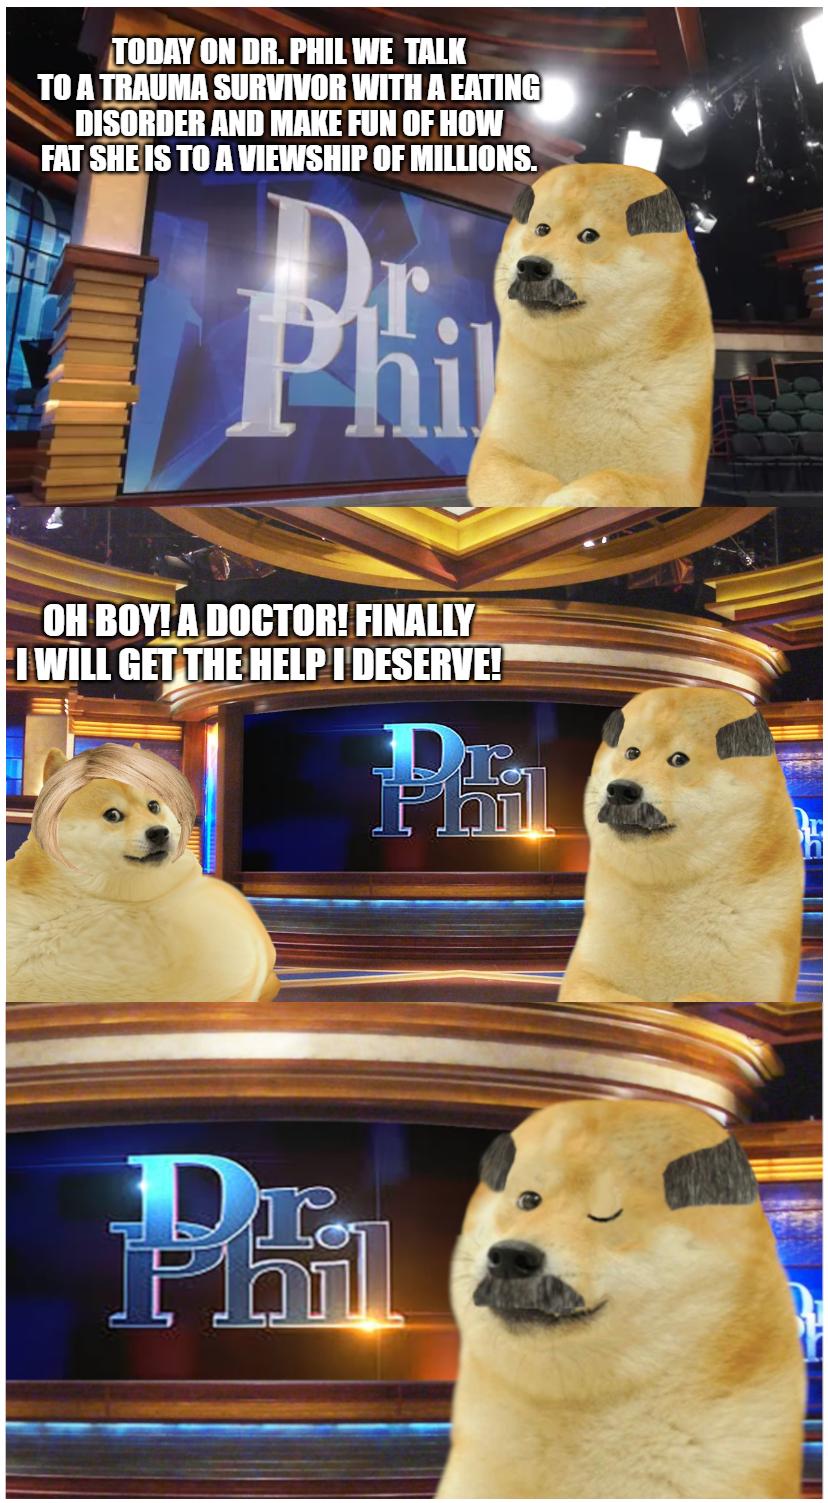 TODAY ON DR. PHIL WE TALK
TO A TRAUMA SURVIVOR WITH A EATING
DISORDER AND MAKE FUN OF HOW
FAT SHE IS TO A VIEWSHIP OF MILLIONS.
Dr.
Phil
OH BOY! A DOCTOR! FINALLY
I WILL GET THE HELP I DESERVE!
Dr.
Phil
Dr.
Phil